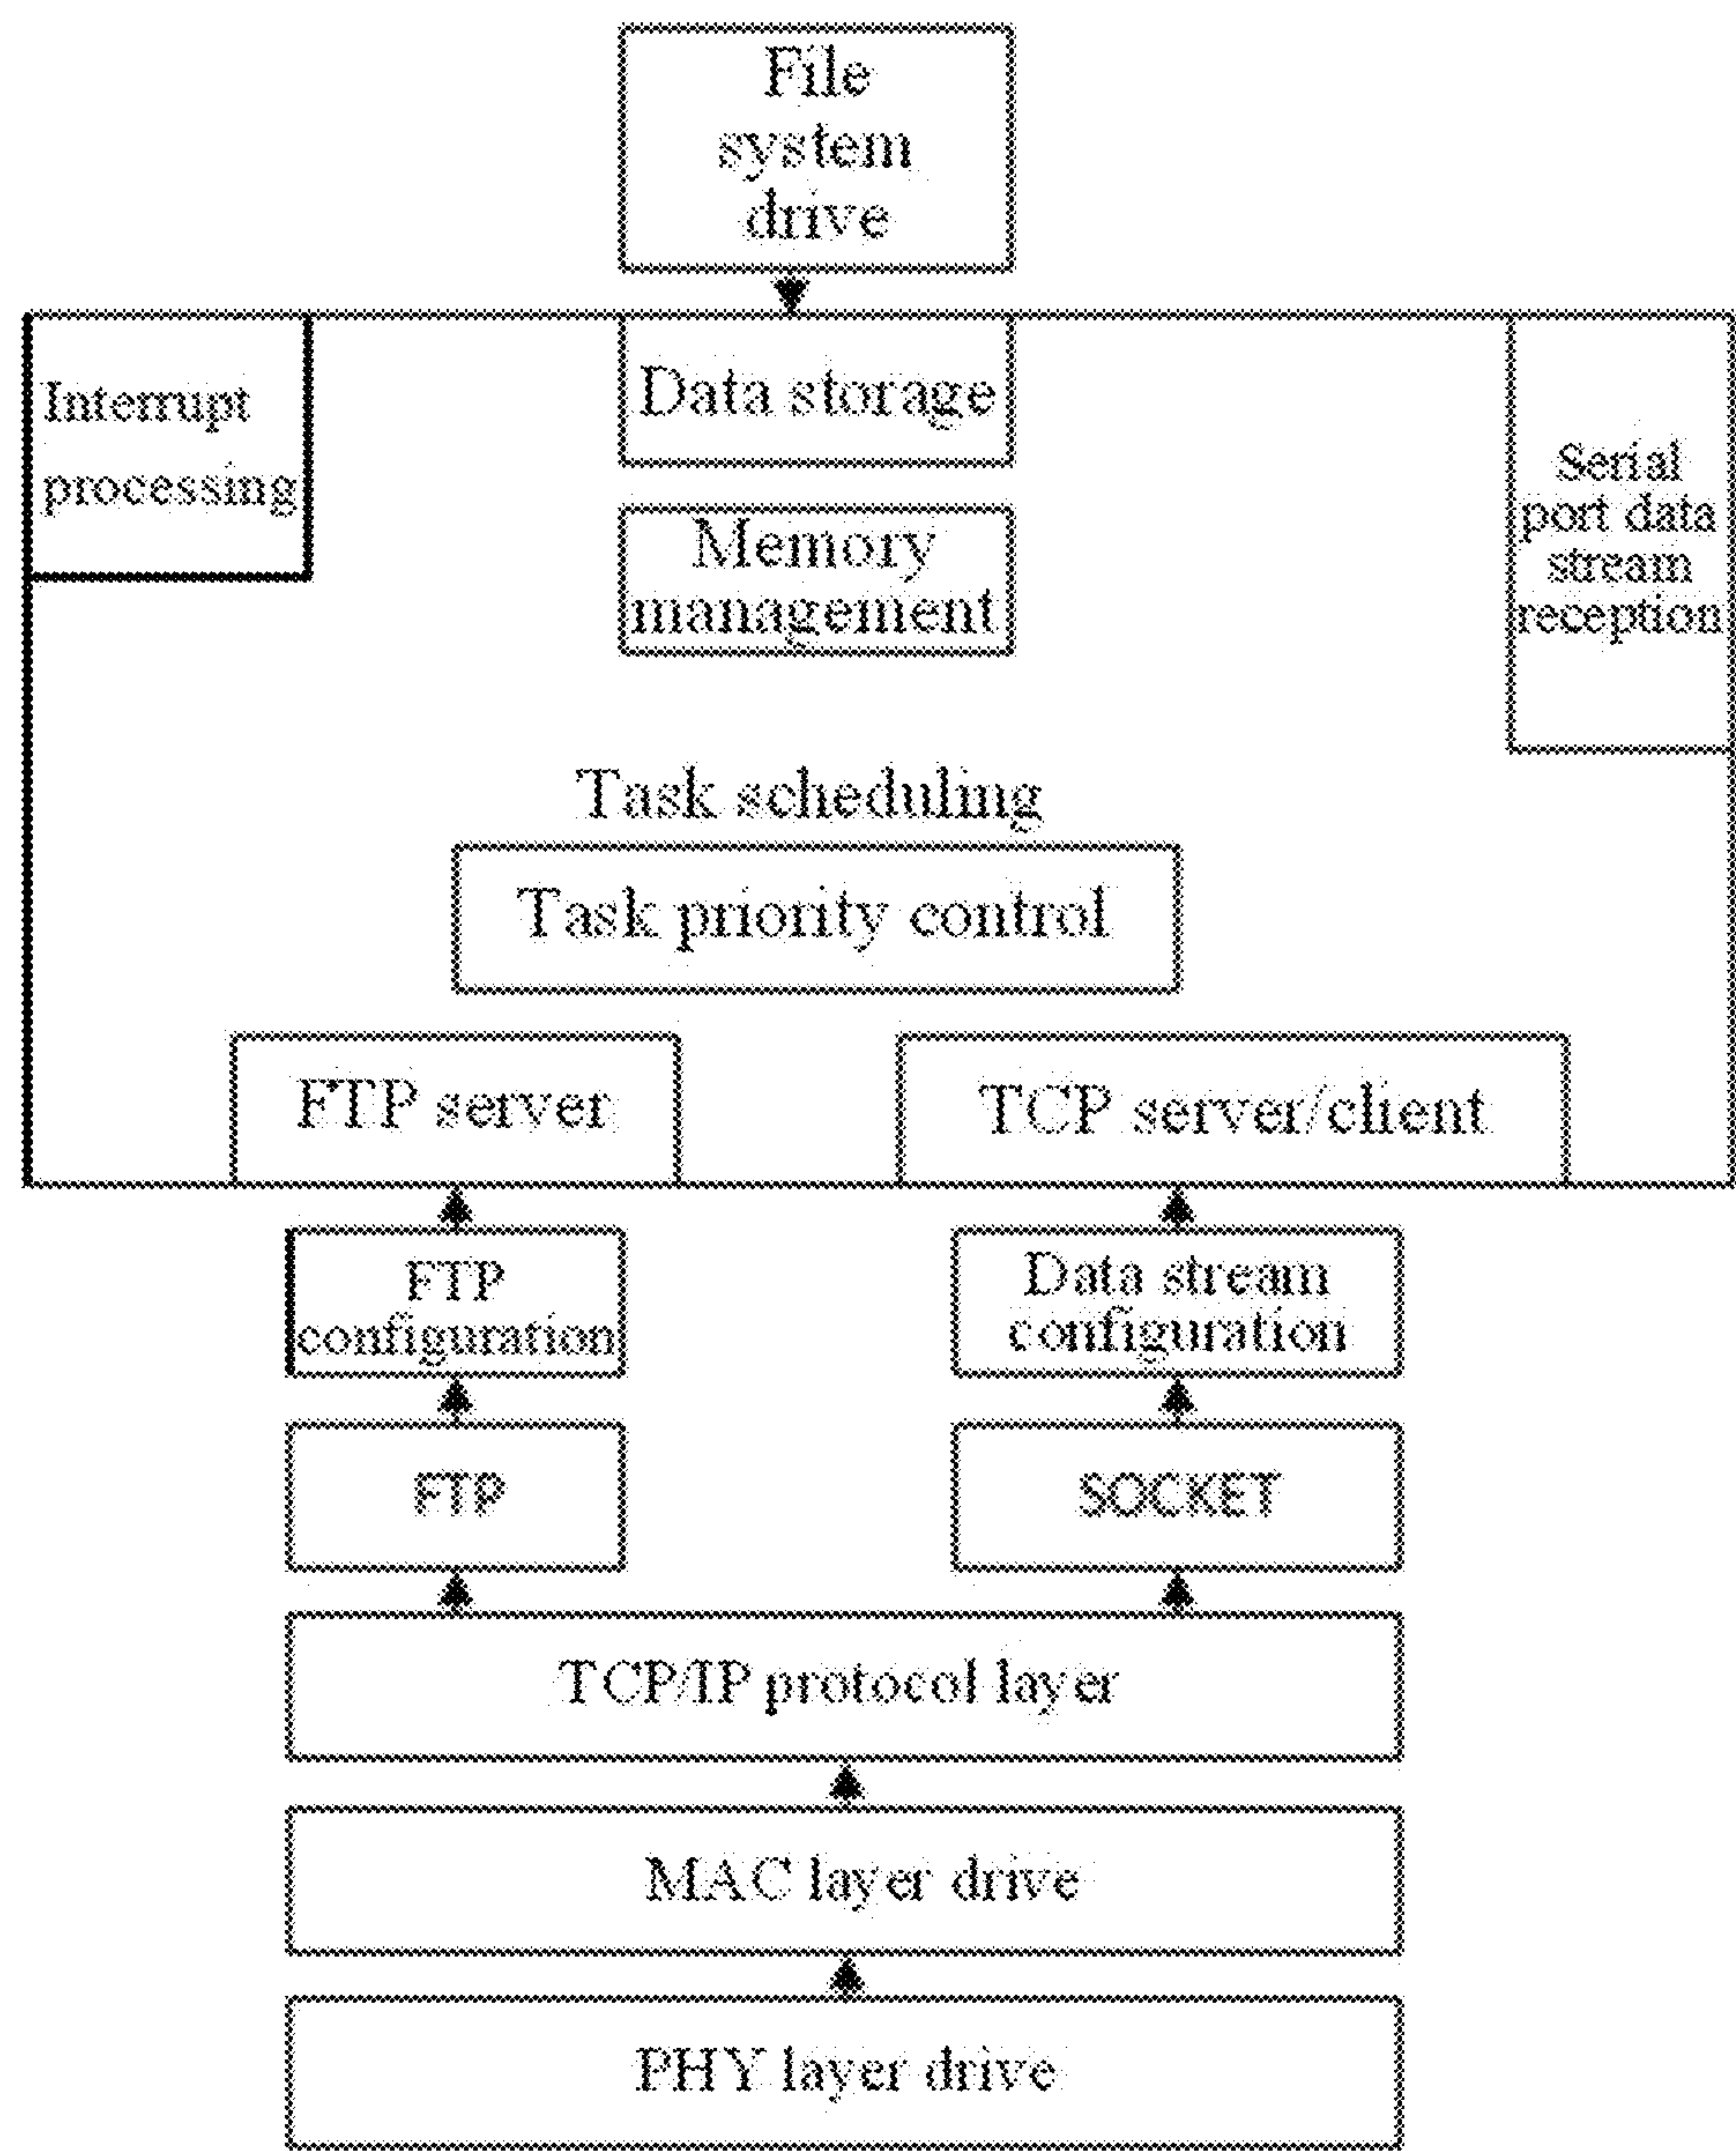 File
system
drive
Data storage
Interrupt
processing
Serial
port data
stream
reception
Memory
management
Task scheduling
Task priority control
FTP server
TCP server/client
FTP
configuration
Data stream
configuration
FTP
SOCKET
TCP/IP protocol layer
MAC layer drive
PHY layer drive